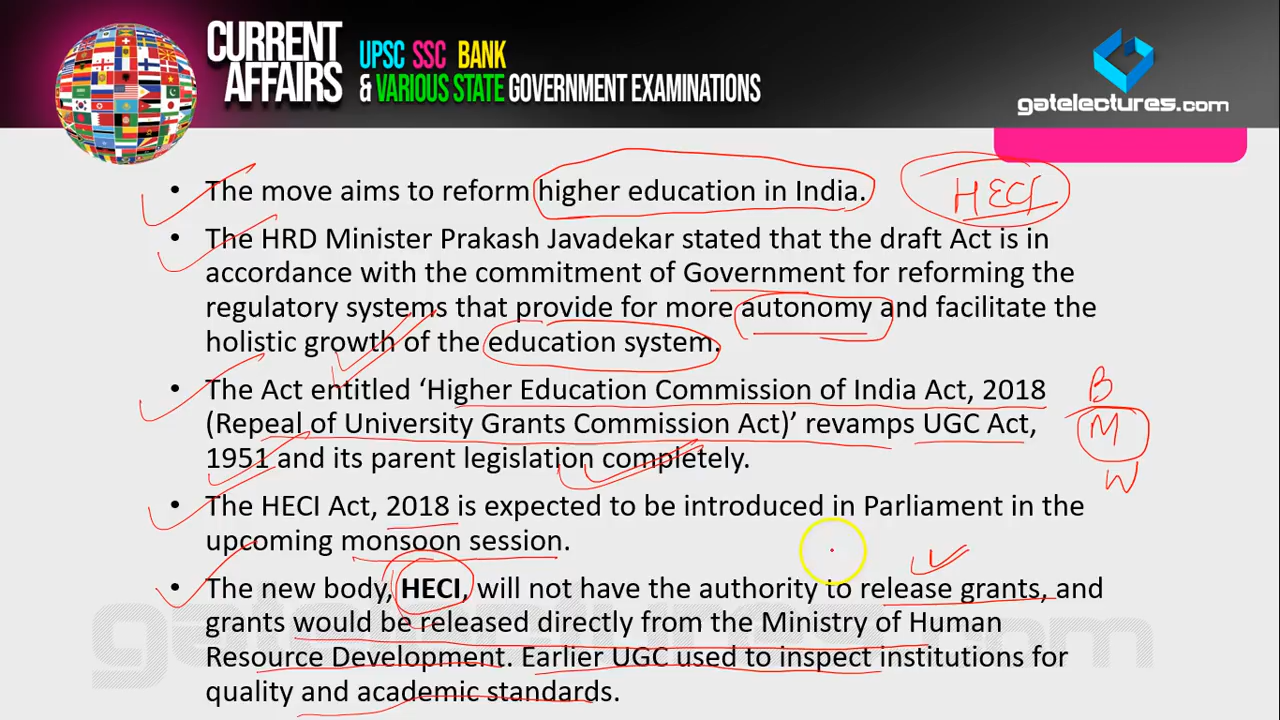 CURRENT
AFFAIRS
UPSC SSC BANK
& VARIOUS STATE GOVERNMENT EXAMINATIONS
gatelectures.com
• The move aims to reform higher education in India.
HECI
• The HRD Minister Prakash Javadekar stated that the draft Act is in
accordance with the commitment of Government for reforming the
regulatory systems that provide for more autonomy and facilitate the
holistic growth of the education system.
• The Act entitled ‘Higher Education Commission of India Act, 2018
(Repeal of University Grants Commission Act)’ revamps UGC Act,
1951 and its parent legislation completely.
B
M
W
• The HECI Act, 2018 is expected to be introduced in Parliament in the
upcoming monsoon session.
• The new body, HECI, will not have the authority to release grants, and
grants would be released directly from the Ministry of Human
Resource Development. Earlier UGC used to inspect institutions for
quality and academic standards.
gatelectures.com